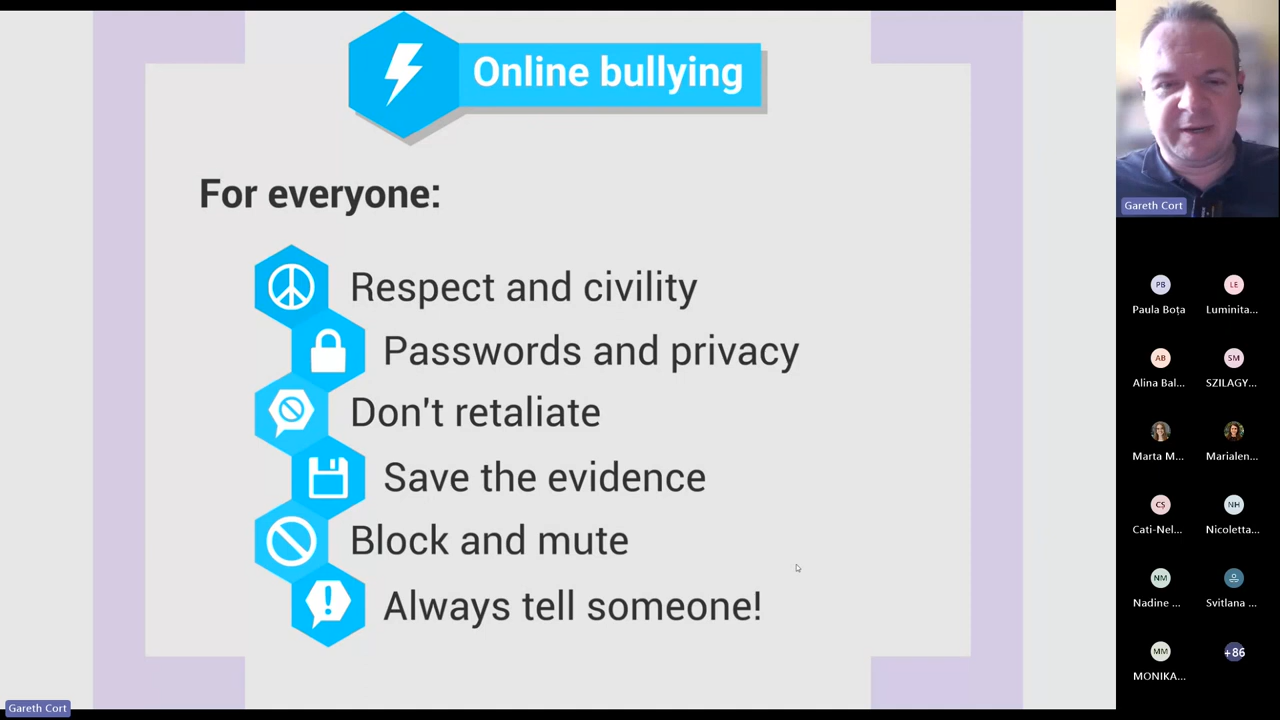 Online bullying
For everyone:
Respect and civility
Passwords and privacy
Don't retaliate
Save the evidence
Block and mute
Always tell someone!
Gareth Cort
Gareth Cort
PB
LE
Paula Boța
Luminita...
AB
SM
Alina Bal...
SZILAGY...
Marta M...
Marialen...
CȘ
NH
Cati-Nel...
Nicoletta...
NM
Nadine ...
Svitlana ...
MM
+86
MONIKA...